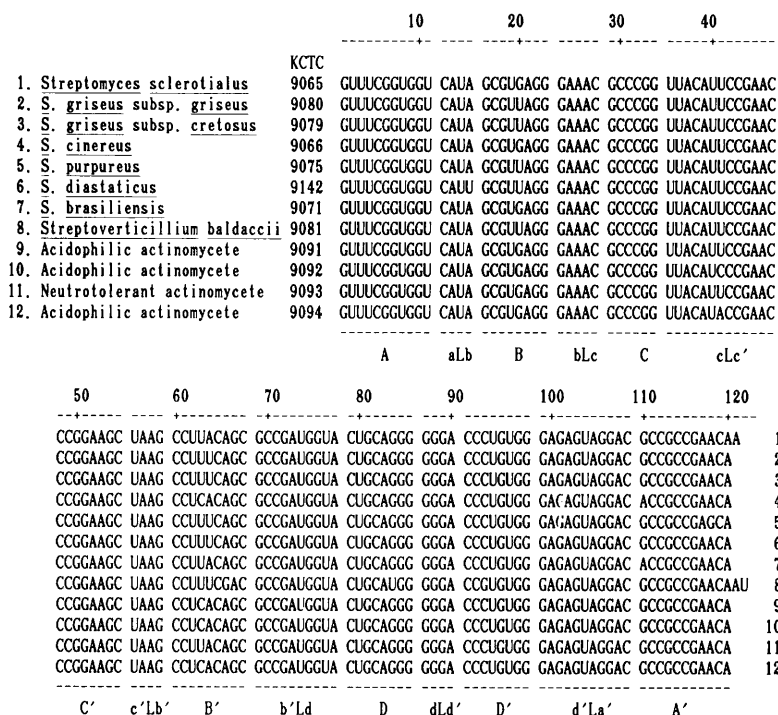 10 20 30 40
KCTC
1. Streptomyces sclerotialus 9065 GUUUCGGUGGU CAUA GCGUGAGG GAAAC GCCCGG UUACAUUCCGAAC
2. S. griseus subsp. griseus 9080 GUUUCGGUGGU CAUA GCGUUAGG GAAAC GCCCGG UUACAUUCCGAAC
3. S. griseus subsp. cretosus 9079 GUUUCGGUGGU CAUA GCGUUAGG GAAAC GCCCGG UUACAUUCCGAAC
4. S. cinereus 9066 GUUUCGGUGGU CAUA GCGUGAGG GAAAC GCCCGG UUACAUUCCGAAC
5. S. purpureus 9075 GUUUCGGUGGU CAUA GCGUUAGG GAAAC GCCCGG UUACAUUCCGAAC
6. S. diastaticus 9142 GUUUCGGUGGU CAUU GCGUUAGG GAAAC GCCCGG UUACAUUCCGAAC
7. S. brasiliensis 9071 GUUUCGGUGGU CAUA GCGUGAGG GAAAC GCCCGG UUACAUUCCGAAC
8. Streptoverticillium baldaccii 9081 GUUUCGGUGGU CAUA GCGUUAGG GAAAC GCCCGG UUACAUUCCGAAC
9. Acidophilic actinomycete 9091 GUUUCGGUGGU CAUA GCGUGAGG GAAAC GCCCGG UUACAUUCCGAAC
10. Acidophilic actinomycete 9092 GUUUCGGUGGU CAUA GCGUGAGG GAAAC GCCCGG UUACAUUCCGAAC
11. Neutrotolerant actinomycete 9093 GUUUCGGUGGU CAUA GCGUGAGG GAAAC GCCCGG UUACAUUCCGAAC
12. Acidophilic actinomycete 9094 GUUUCGGUGGU CAUA GCGUGAGG GAAAC GCCCGG UUACAUACCGAAC
A aLb B bLc C cLc′
50 60 70 80 90 100 110 120
CCGGAAGC UAAG CCUUACAGC GCCGAUGGUA CUGCAGGG GGGA CCCUGUGG GAGAGUAGGAC GCCGCCGAACAA 1
CCGGAAGC UAAG CCUUUCAGC GCCGAUGGUA CUGCAGGG GGGA CCCUGUGG GAGAGUAGGAC GCCGCCGAACA 2
CCGGAAGC UAAG CCUUUCAGC GCCGAUGGUA CUGCAGGG GGGA CCCUGUGG GAGAGUAGGAC GCCGCCGAACA 3
CCGGAAGC UAAG CCUCACAGC GCCGAUGGUA CUGCAGGG GGGA CCCUGUGG GAGAGUAGGAC ACCGCCGAACA 4
CCGGAAGC UAAG CCUUUCAGC GCCGAUGGUA CUGCAGGG GGGA CCCUGUGG GAGAGUAGGAC GCCGCCGAGCA 5
CCGGAAGC UAAG CCUUUCAGC GCCGAUGGUA CUGCAGGG GGGA CCCUGUGG GAGAGUAGGAC GCCGCCGAACA 6
CCGGAAGC UAAG CCUUACAGC GCCGAUGGUA CUGCAGGG GGGA CCCUGUGG GAGAGUAGGAC ACCGCCGAACA 7
CCGGAAGC UAAG CCUUUCGAC GCCGAUGGUA CUGCAUGG GGGA CCGUGUGG GAGAGUAGGAC GCCGCCGAACAAU 8
CCGGAAGC UAAG CCUCACAGC GCCGAUGGUA CUGCAGGG GGGA CCCUGUGG GAGAGUAGGAC GCCGCCGAACA 9
CCGGAAGC UAAG CCUCACAGC GCCGAUGGUA CUGCAGGG GGGA CCCUGUGG GAGAGUAGGAC GCCGCCGAACA 10
CCGGAAGC UAAG CCUUACAGC GCCGAUGGUA CUGCAGGG GGGA CCCUGUGG GAGAGUAGGAC GCCGCCGAACA 11
CCGGAAGC UAAG CCUCACAGC GCCGAUGGUA CUGCAGGG GGGA CCCUGUGG GAGAGUAGGAC GCCGCCGAACA 12
C′ c′Lb′ B′ b′Ld D dLd′ D′ d′La′ A′